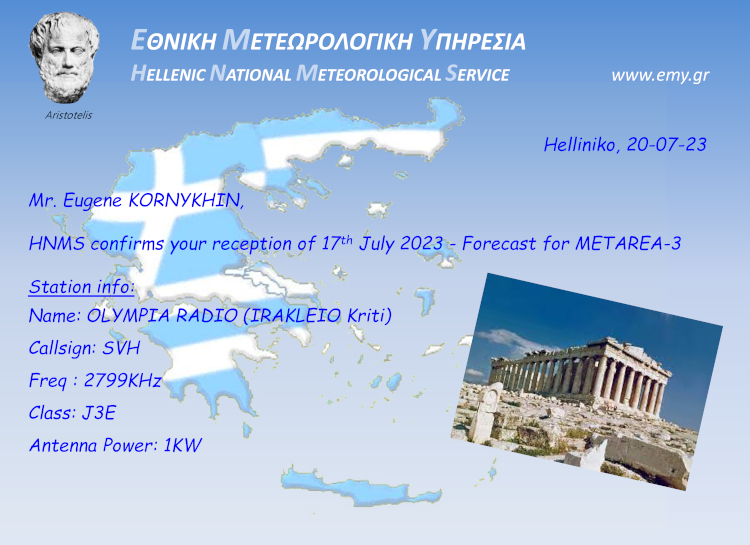 ΕΘΝΙΚΗ ΜΕΤΕΩΡΟΛΟΓΙΚΗ ΥΠΗΡΕΣΙΑ
HELLENIC NATIONAL METEOROLOGICAL SERVICE
www.emy.gr
Aristotelis
Helliniko, 20-07-23
Mr. Eugene KORNYKHIN,
HNMS confirms your reception of 17th July 2023 - Forecast for METAREA-3
Station info:
Name: OLYMPIA RADIO (IRAKLEIO Kriti)
Callsign: SVH
Freq : 2799KHz
Class: J3E
Antenna Power: 1KW